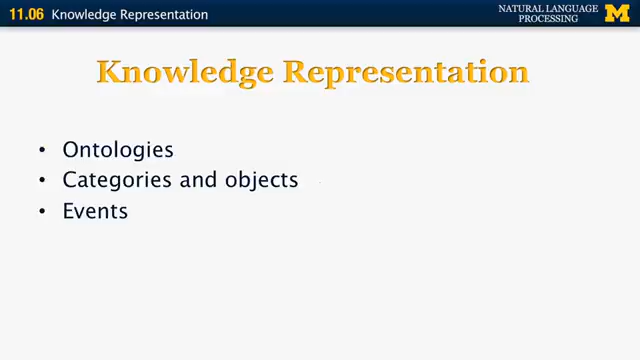 11.06 Knowledge Representation
NATURAL LANGUAGE
PROCESSING
M
Knowledge Representation
• Ontologies
• Categories and objects
• Events